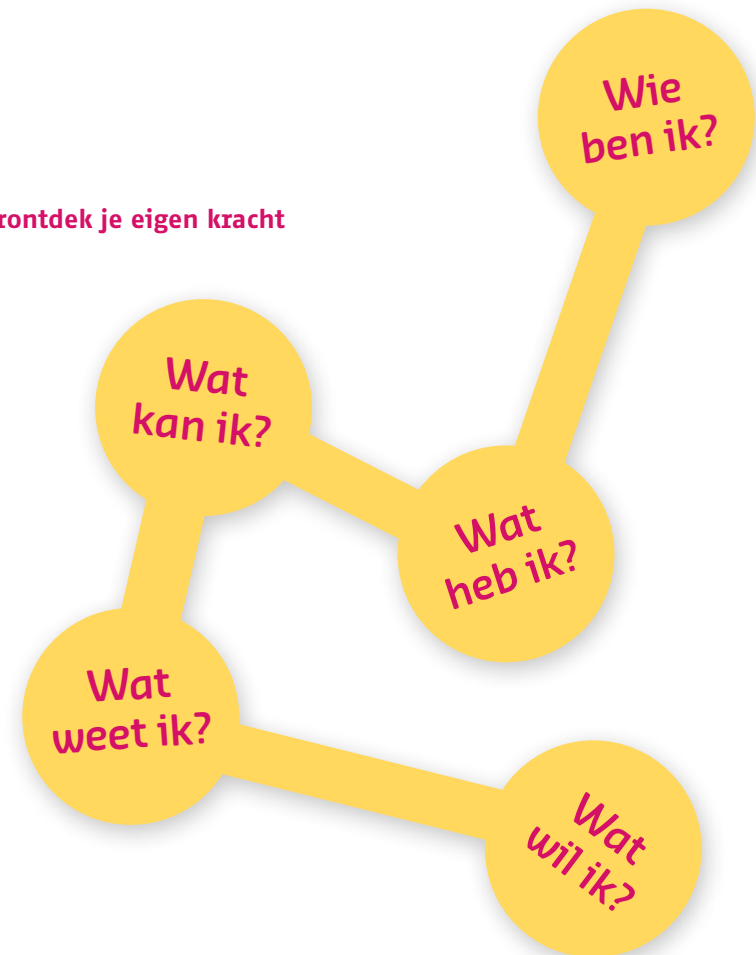 Wie
ben ik?
rontdek je eigen kracht
Wat
kan ik?
Wat
heb ik?
Wat
weet ik?
Wat
wil ik?